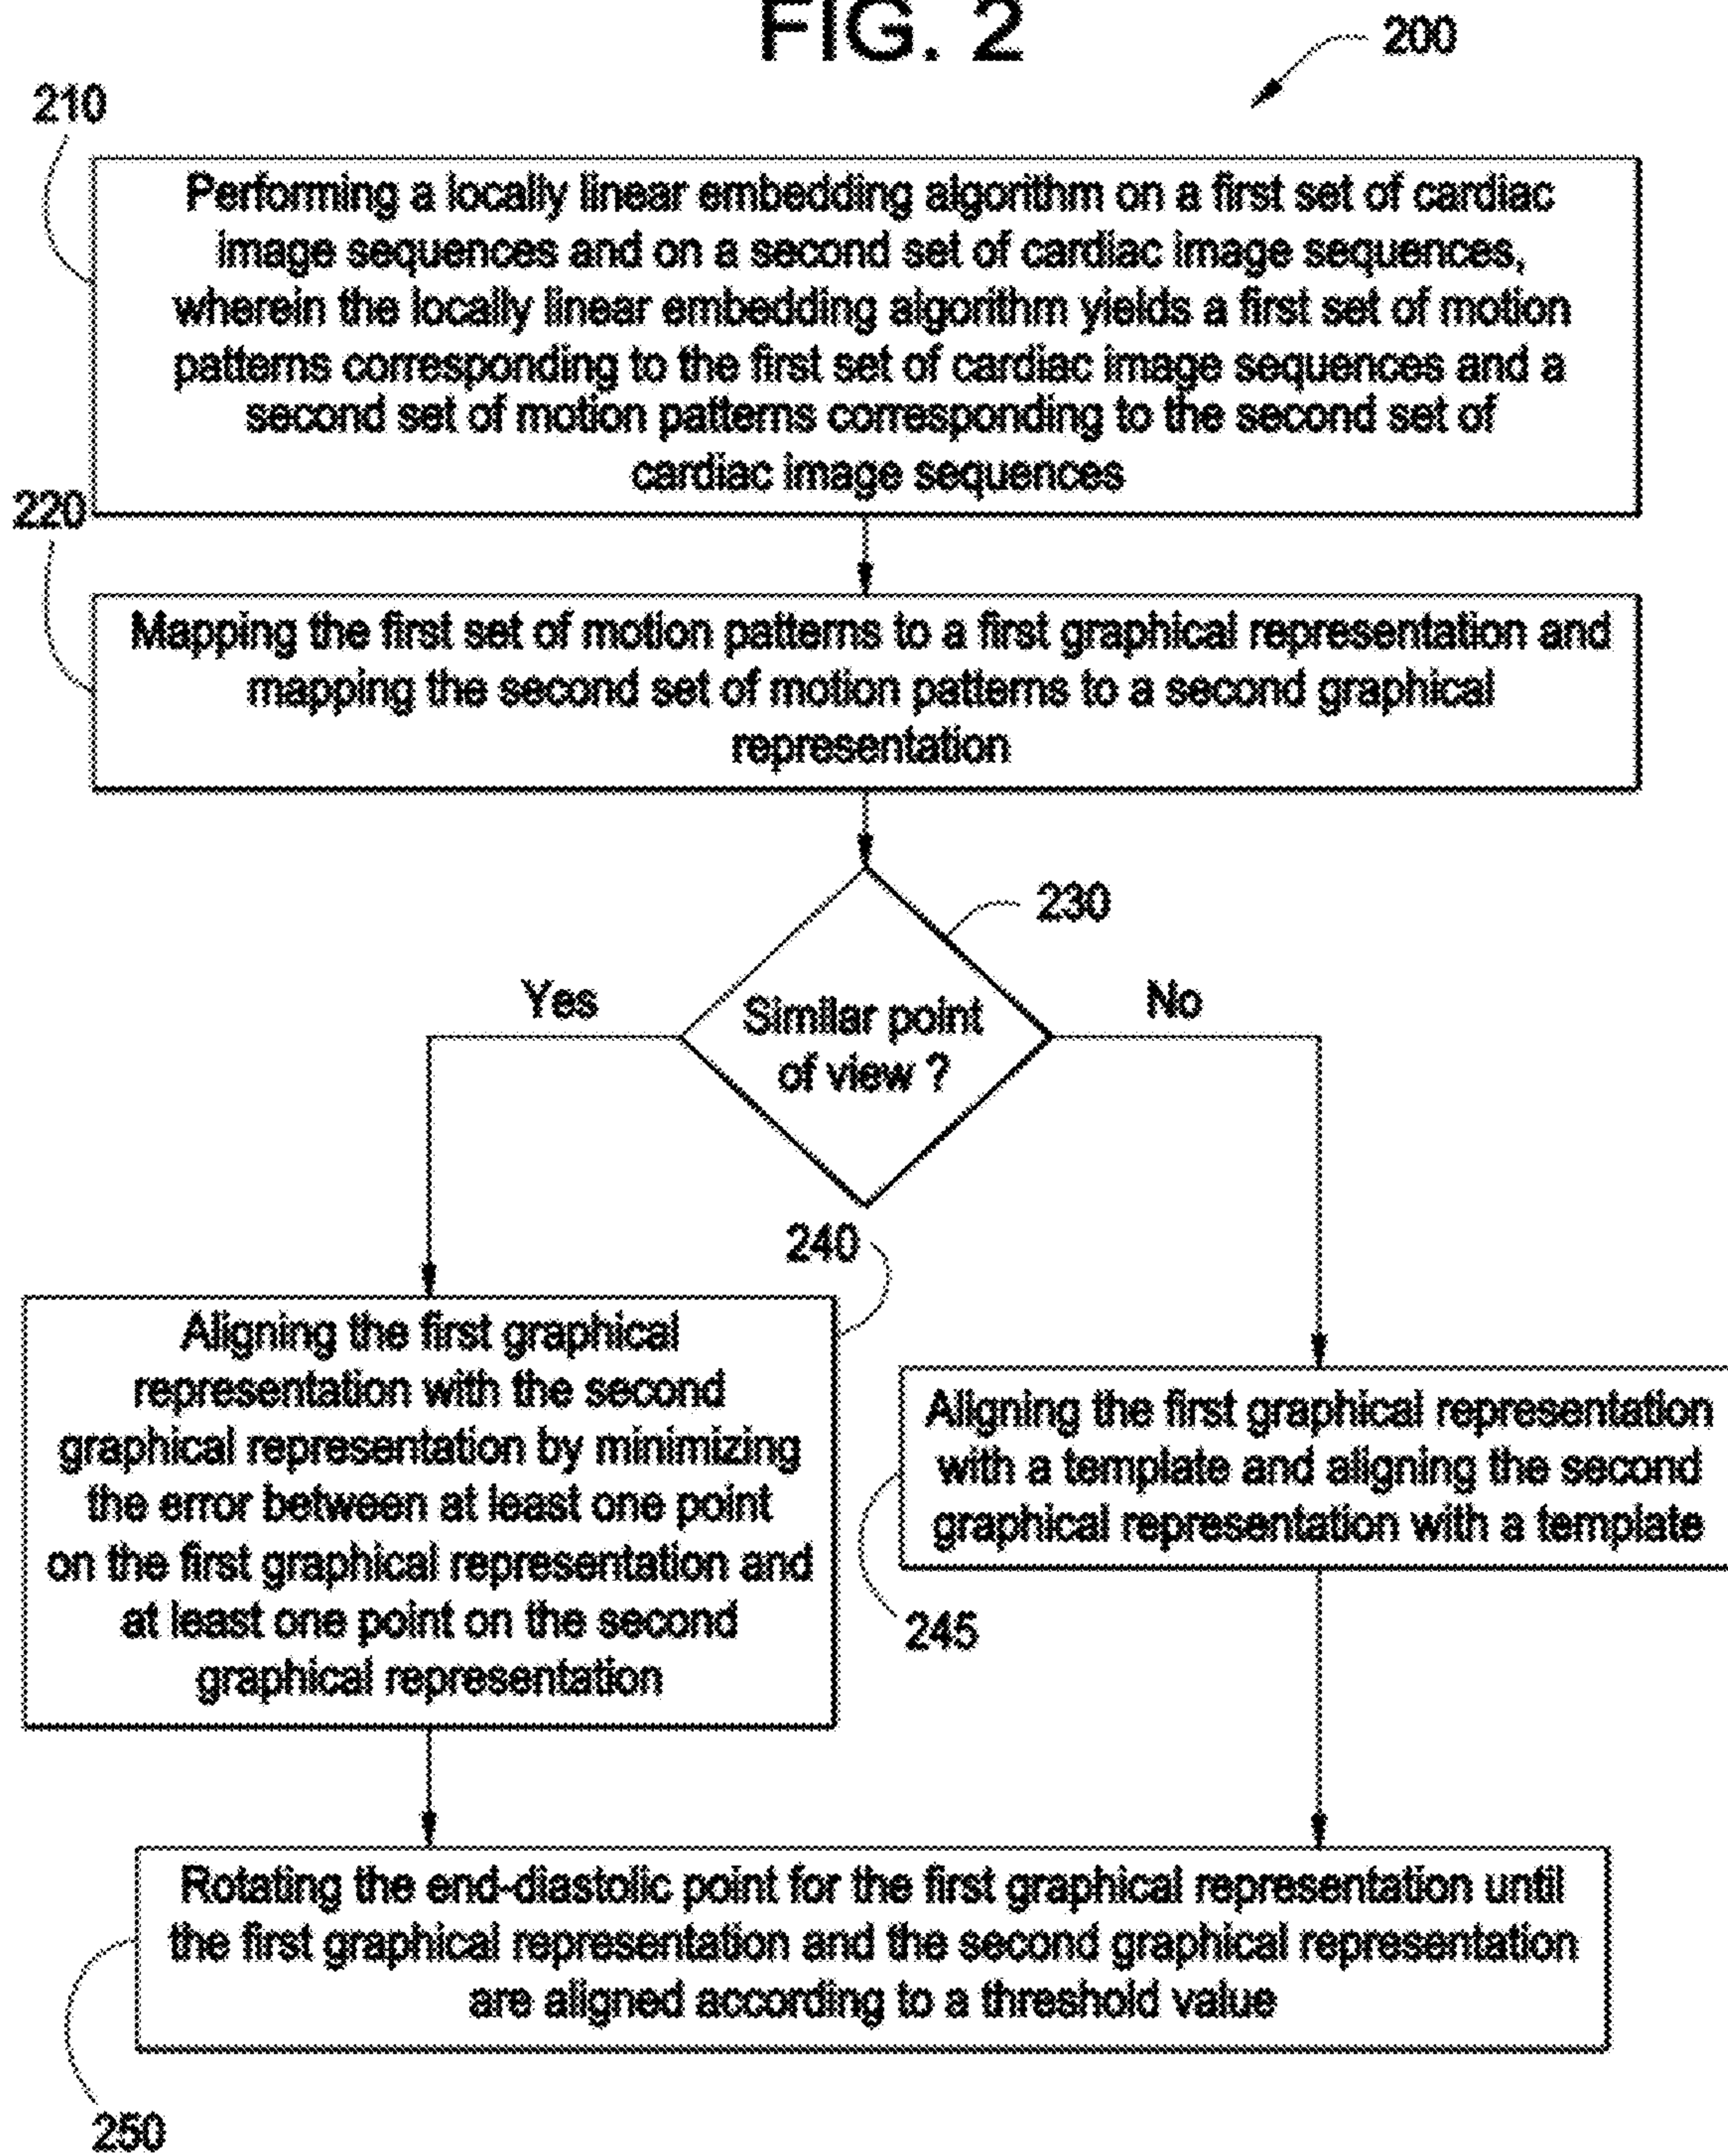 FIG. 2
200
210
Performing a locally linear embedding algorithm on a first set of cardiac
image sequences and on a second set of cardiac image sequences,
wherein the locally linear embedding algorithm yields a first set of motion
patterns corresponding to the first set of cardiac image sequences and a
second set of motion patterns corresponding to the second set of
cardiac image sequences
220
Mapping the first set of motion patterns to a first graphical representation and
mapping the second set of motion patterns to a second graphical
representation
230
Yes
No
Similar point
of view ?
240
Aligning the first graphical
representation with the second
graphical representation by minimizing
the error between at least one point
on the first graphical representation and
at least one point on the second
graphical representation
Aligning the first graphical representation
with a template and aligning the second
graphical representation with a template
245
Rotating the end-diastolic point for the first graphical representation until
the first graphical representation and the second graphical representation
are aligned according to a threshold value
250